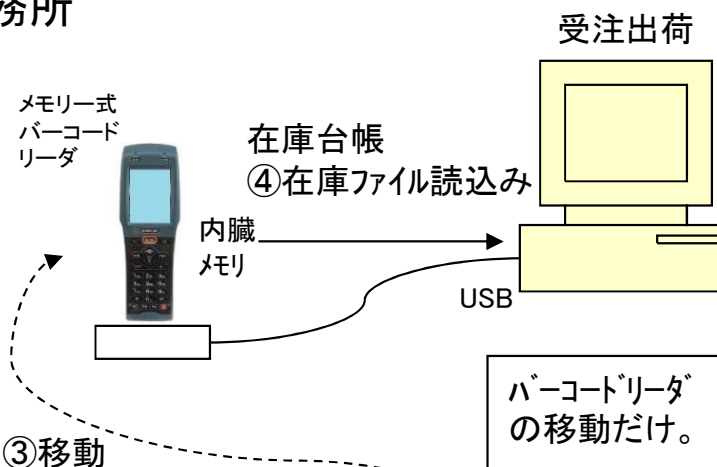 務所
受注出荷
メモリー式
バーコード
リーダ
在庫台帳
④在庫ファイル読込み
内臓
メモリ
USB
ﾊﾞｰｺｰﾄﾞﾘｰﾀﾞ
の移動だけ。
③移動